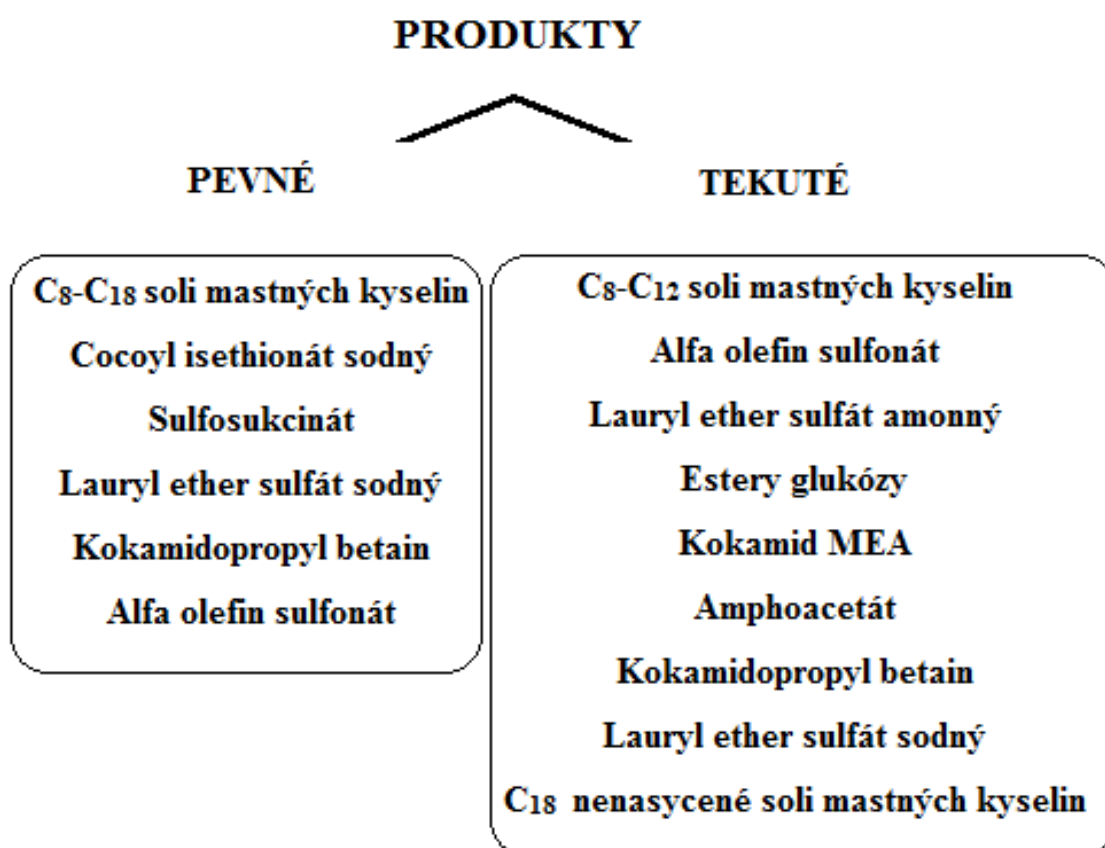 PRODUKTY
PEVNÉ
TEKUTÉ
C₈-C₁₈ soli mastných kyselin
Cocoyl isethionát sodný
Sulfosukcinát
Lauryl ether sulfát sodný
Kokamidopropyl betain
Alfa olefin sulfonát
C₈-C₁₂ soli mastných kyselin
Alfa olefin sulfonát
Lauryl ether sulfát amonný
Estery glukózy
Kokamid MEA
Amphoacetát
Kokamidopropyl betain
Lauryl ether sulfát sodný
C₁₈ nenasycené soli mastných kyselin